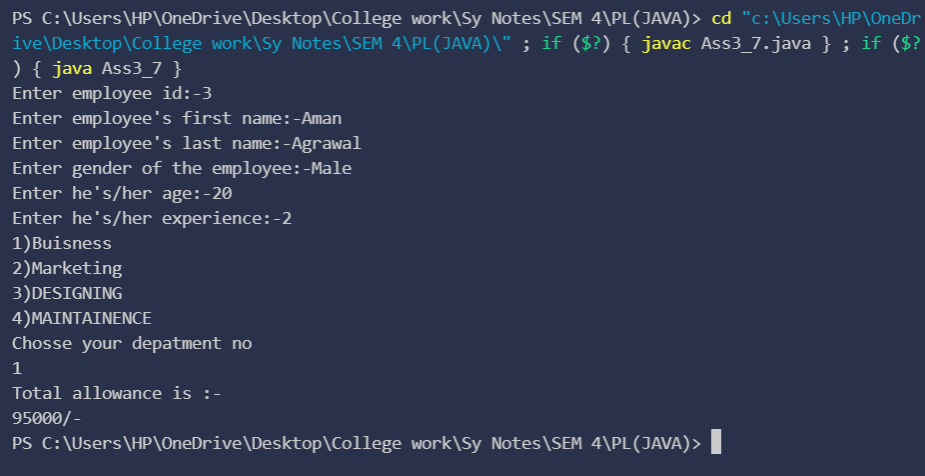 PS C:\Users\HP\OneDrive\Desktop\College work\Sy Notes\SEM 4\PL(JAVA)> cd "c:\Users\HP\OneDr
ive\Desktop\College work\Sy Notes\SEM 4\PL(JAVA)\" ; if ($?) { javac Ass3_7.java } ; if ($?
) { java Ass3_7 }
Enter employee id:-3
Enter employee's first name:-Aman
Enter employee's last name:-Agrawal
Enter gender of the employee:-Male
Enter he's/her age:-20
Enter he's/her experience:-2
1)Buisness
2)Marketing
3)DESIGNING
4)MAINTAINENCE
Chosse your depatment no
1
Total allowance is :-
95000/-
PS C:\Users\HP\OneDrive\Desktop\College work\Sy Notes\SEM 4\PL(JAVA)>